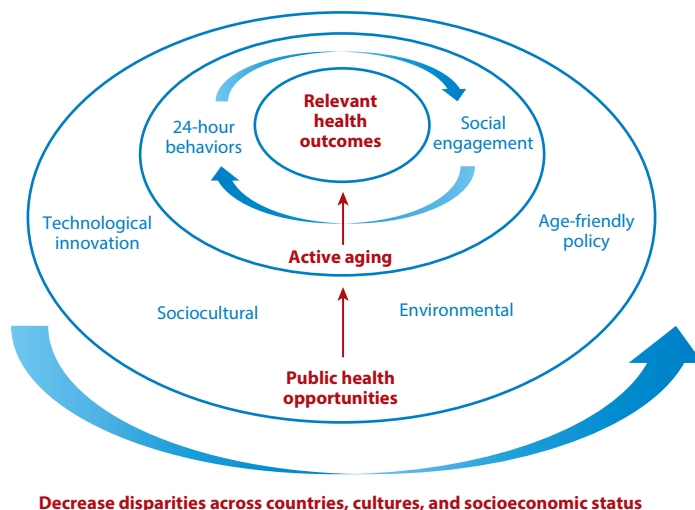 Relevant
health
outcomes
24-hour
behaviors
Social
engagement
Technological
innovation
Age-friendly
policy
Active aging
Sociocultural
Environmental
Public health
opportunities
Decrease disparities across countries, cultures, and socioeconomic status